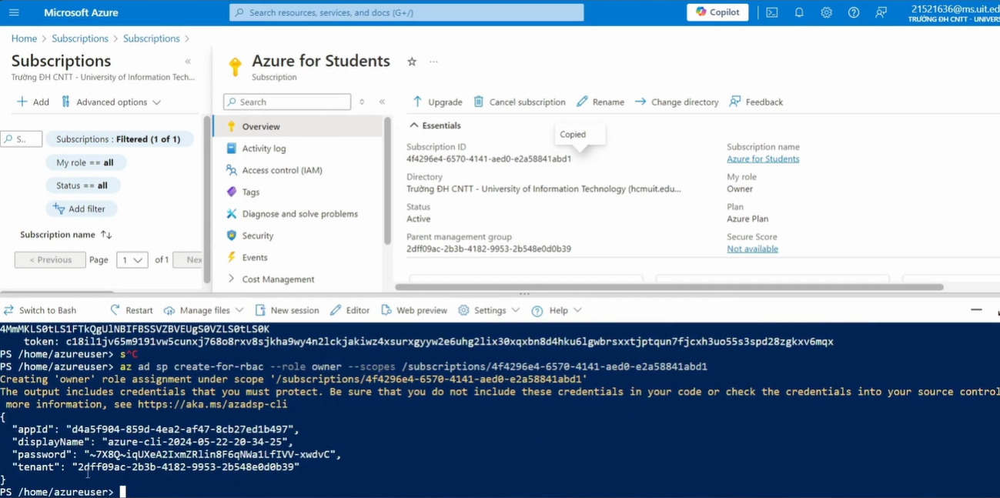 Microsoft Azure
Search resources, services, and docs (G+/)
Copilot
21521636@ms.uit.ed
TRƯỜNG ĐH CNTT - UNIVERS
Home > Subscriptions > Subscriptions >
Subscriptions
Trường ĐH CNTT - University of Information Tech...
Add
Advanced options
S..
Subscriptions : Filtered (1 of 1)
My role == all
Status == all
Add filter
Subscription name
< Previous
Page
1
of 1
Nex
Azure for Students
Subscription
Search
Overview
Activity log
Access control (IAM)
Tags
Diagnose and solve problems
Security
Events
Cost Management
Upgrade
Cancel subscription
Rename
Change directory
Feedback
Essentials
Copied
Subscription ID
4f4296e4-6570-4141-aed0-e2a58841abd1
Directory
Trường ĐH CNTT - University of Information Technology (hcmuit.edu...
Status
Active
Parent management group
2dff09ac-2b3b-4182-9953-2b548e0d0b39
Subscription name
Azure for Students
My role
Owner
Plan
Azure Plan
Secure Score
Not available
Switch to Bash
Restart
Manage files
New session
Editor
Web preview
Settings
Help
4MmMKLS0tLS1FTkQgUlNBIFBSSVZBVEUgS0VZLS0tLS0K
token: c18il1jv65m9191vw5cunxj768o8rxv8sjkha9wy4n2lckjakiwz4xsurxgyyw2e6uhg2lix30xqxbn8d4hku6lgwbrsxxtjptqun7fjcxh3uo55s3spd28zgkxv6mqx
PS /home/azureuser> s^C
PS /home/azureuser> az ad sp create-for-rbac --role owner --scopes /subscriptions/4f4296e4-6570-4141-aed0-e2a58841abd1
Creating 'owner' role assignment under scope '/subscriptions/4f4296e4-6570-4141-aed0-e2a58841abd1'
The output includes credentials that you must protect. Be sure that you do not include these credentials in your code or check the credentials into your source control
more information, see https://aka.ms/azadsp-cli
{
"appId": "d4a5f904-859d-4ea2-af47-8cb27ed1b497",
"displayName": "azure-cli-2024-05-22-20-34-25",
"password": "~7X8Q~iqUXeA2IxmZRlin8F6qNWa1LfIVV-xwdvC",
"tenant": "2dff09ac-2b3b-4182-9953-2b548e0d0b39"
}
PS /home/azureuser>